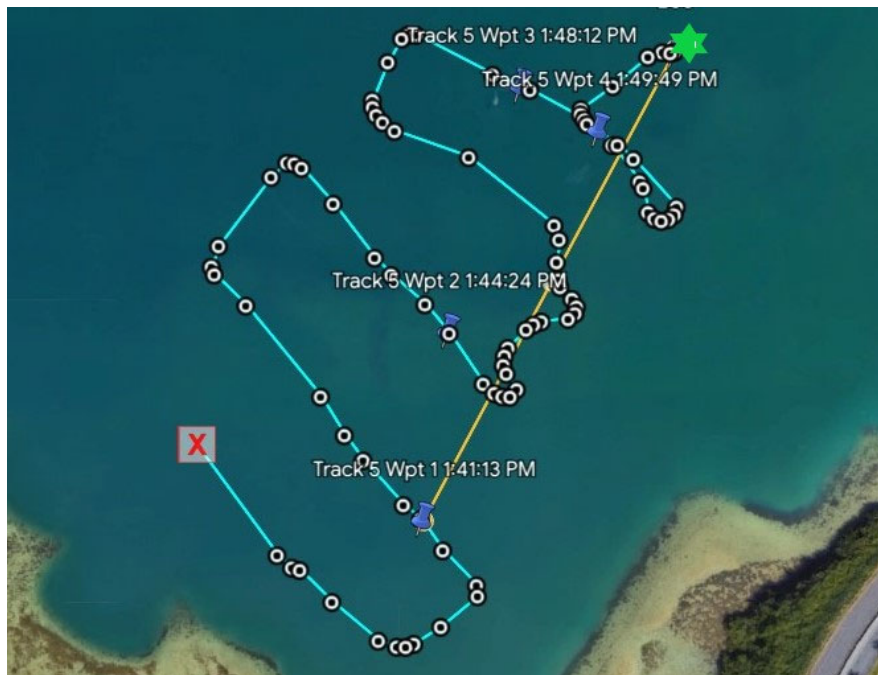 Track 5 Wpt 3 1:48:12 PM
Track 5 Wpt 4 1:49:49 PM
Track 5 Wpt 2 1:44:24 PM
X
Track 5 Wpt 1 1:41:13 PM